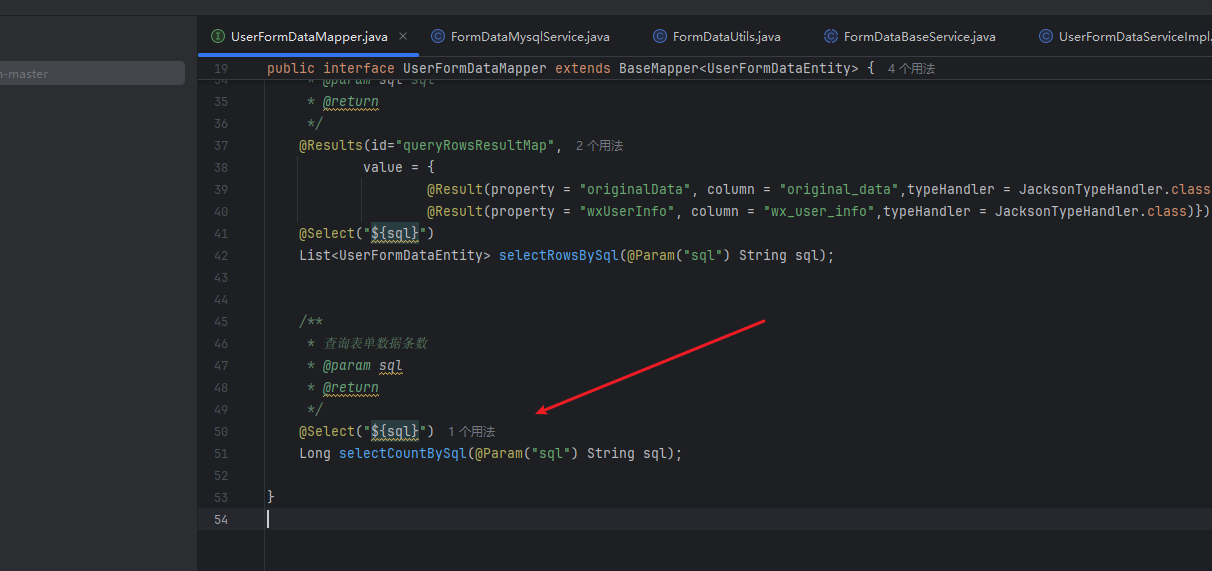 UserFormDataMapper.java FormDataMysqlService.java FormDataUtils.java FormDataBaseService.java UserFormDataServiceImpl.
-master
19 public interface UserFormDataMapper extends BaseMapper<UserFormDataEntity> { 4 个用法
34 * @param sql sql
35 * @return
36 */
37 @Results(id="queryRowsResultMap", 2 个用法
38 value = {
39 @Result(property = "originalData", column = "original_data",typeHandler = JacksonTypeHandler.class
40 @Result(property = "wxUserInfo", column = "wx_user_info",typeHandler = JacksonTypeHandler.class)})
41 @Select("${sql}")
42 List<UserFormDataEntity> selectRowsBySql(@Param("sql") String sql);
43
44
45 /**
46 * 查询表单数据条数
47 * @param sql
48 * @return
49 */
50 @Select("${sql}") 1 个用法
51 Long selectCountBySql(@Param("sql") String sql);
52
53 }
54